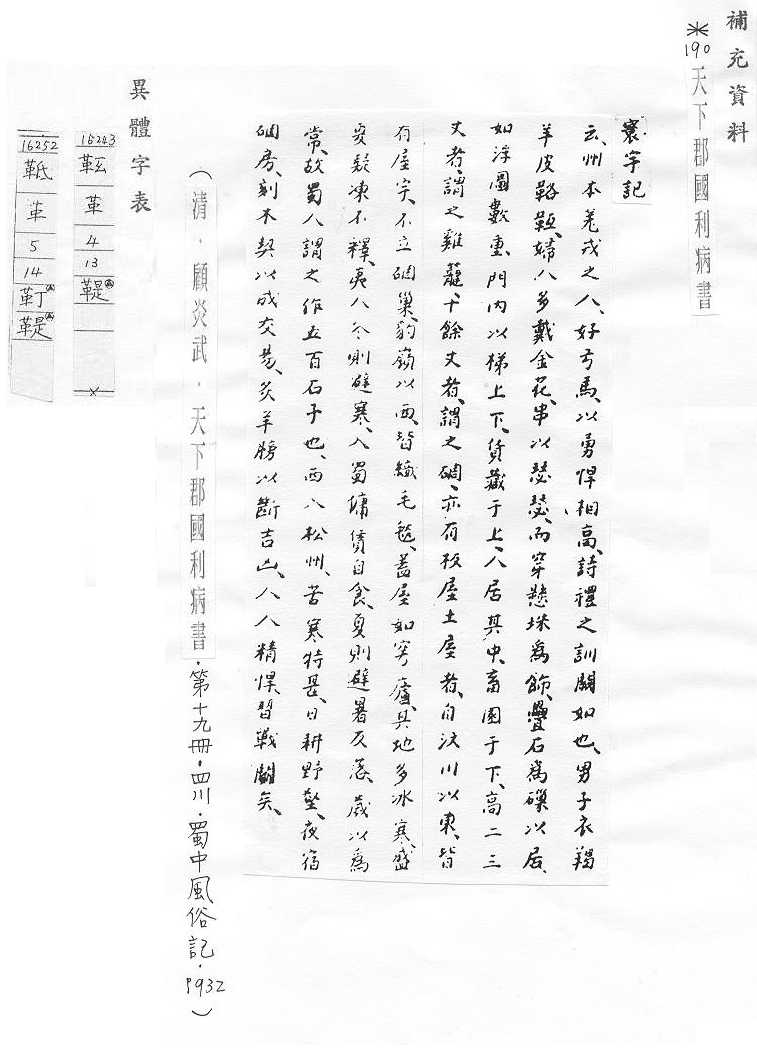 補充資料
※190 天下郡國利病書
寰宇記
云、州本羌戎之人、好弓馬、以勇悍相高、詩禮之訓闕如也、男子衣羖
羊皮鞈鞮、婦人多戴金花、串以瑟瑟、而穿懸珠為飾、疊石為礫以居、
如浮圖數重、門內以梯上下、貨藏于上、人居其中、畜圂于下、高二三
丈者、謂之雞籠、十餘丈者、謂之碉、亦有板屋土屋者、自汶川以東、皆
有屋宇、不立碉巢、豹嶺以西、皆織毛毯、蓋屋如穹廬、其地多冰寒、盛
夏凝凍不釋、夷人冬則避寒、入蜀傭賃自食、夏則避暑反落、歲以為
常、故蜀人謂之作五百石子也、西入松州、苦寒特甚、日耕野壑、夜宿
碉房、刻木契以成交易、炙羊膀以斷吉凶、人人精悍習戰鬪矣、
（清．顧炎武．天下郡國利病書．第十九冊．四川．蜀中風俗記．P932）
異體字表
16243
鞊
革
4
13
鞮
16252
革
5
14
靪
鞮